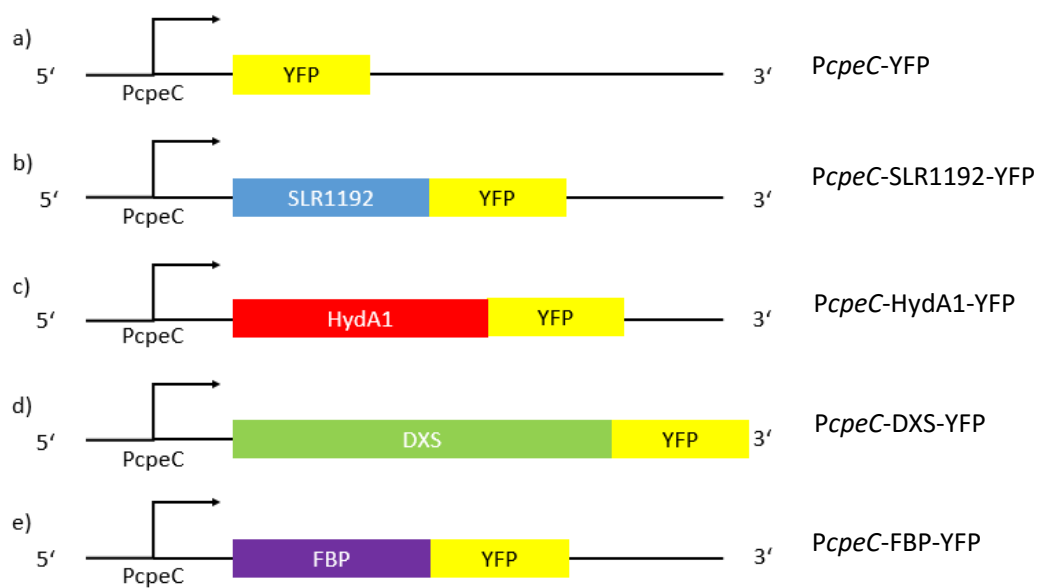 a)
5‘ YFP 3‘ PcpeC-YFP
PcpeC
b)
5‘ SLR1192 YFP 3‘ PcpeC-SLR1192-YFP
PcpeC
c)
5‘ HydA1 YFP 3‘ PcpeC-HydA1-YFP
PcpeC
d)
5‘ DXS YFP 3‘ PcpeC-DXS-YFP
PcpeC
e)
5‘ FBP YFP 3‘ PcpeC-FBP-YFP
PcpeC